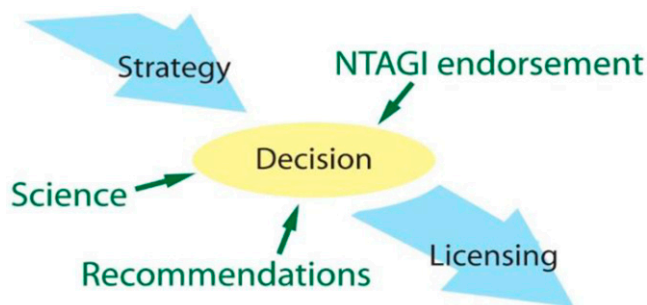 Strategy
NTAGI endorsement
Decision
Science
Licensing
Recommendations